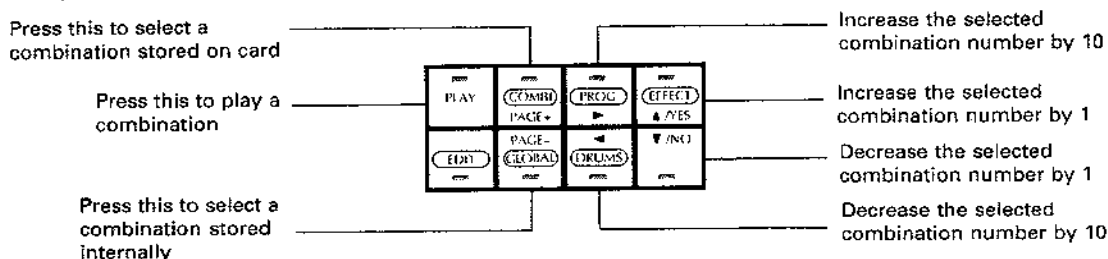 Press this to select a
combination stored on card
Press this to play a
combination
Press this to select a
combination stored
internally
PLAY
COMBI
PAGE+
PROG
►
EFFECT
▲ /YES
EDIT
PAGE–
GLOBAL
◄
DRUMS
▼ /NO
Increase the selected
combination number by 10
Increase the selected
combination number by 1
Decrease the selected
combination number by 1
Decrease the selected
combination number by 10